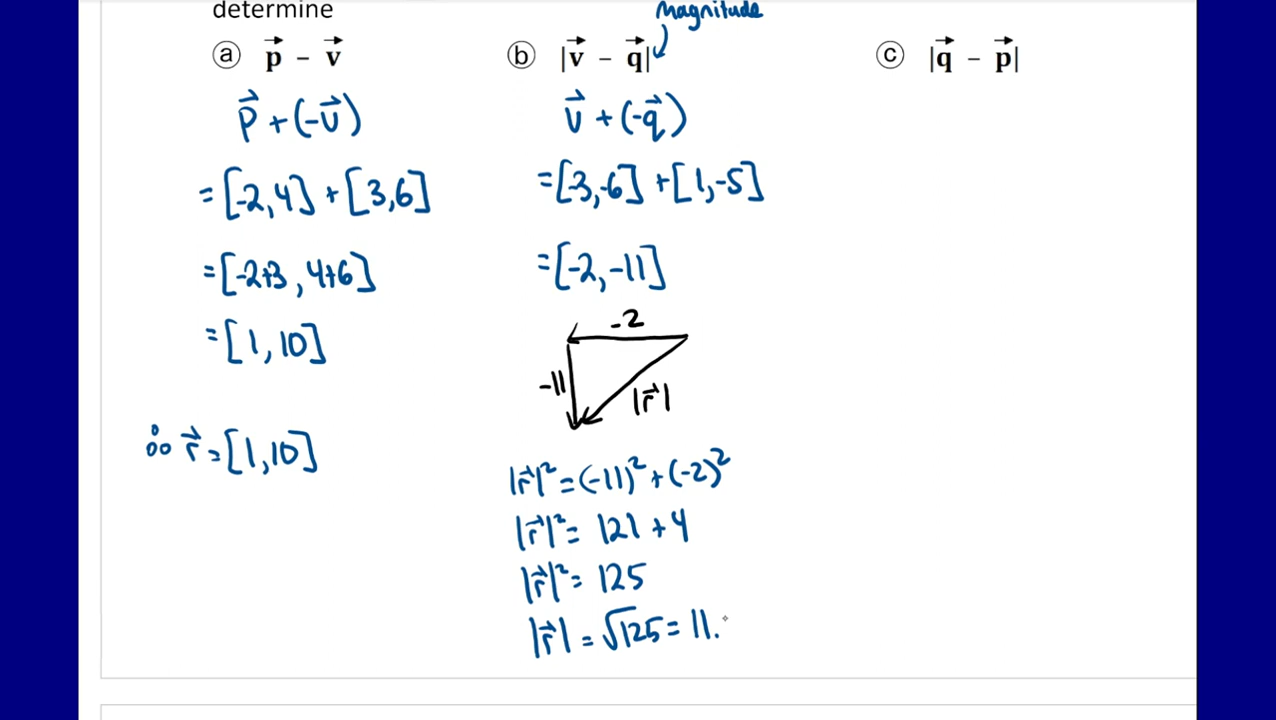 determine
magnitude
ⓐ p⃗ − v⃗
ⓑ |v⃗ − q⃗|
ⓒ |q⃗ − p⃗|
p⃗ + (-v⃗)
= [-2, 4] + [3, 6]
= [-2+3, 4+6]
= [1, 10]
∴ r⃗ = [1, 10]
v⃗ + (-q⃗)
= [-3, -6] + [1, -5]
= [-2, -11]
-2
-11
|r⃗|
|r⃗|² = (-11)² + (-2)²
|r⃗|² = 121 + 4
|r⃗|² = 125
|r⃗| = √125 = 11.